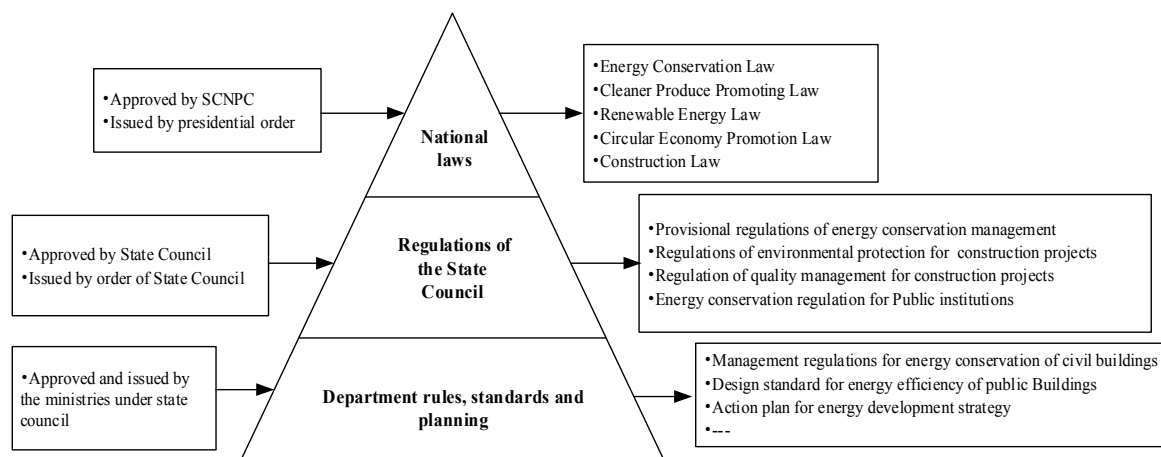 •Approved by SCNPC
•Issued by presidential order
National
laws
•Energy Conservation Law
•Cleaner Produce Promoting Law
•Renewable Energy Law
•Circular Economy Promotion Law
•Construction Law
•Approved by State Council
•Issued by order of State Council
Regulations of
the State
Council
•Provisional regulations of energy conservation management
•Regulations of environmental protection for construction projects
•Regulation of quality management for construction projects
•Energy conservation regulation for Public institutions
•Approved and issued by
the ministries under state
council
Department rules, standards and
planning
•Management regulations for energy conservation of civil buildings
•Design standard for energy efficiency of public Buildings
•Action plan for energy development strategy
•---